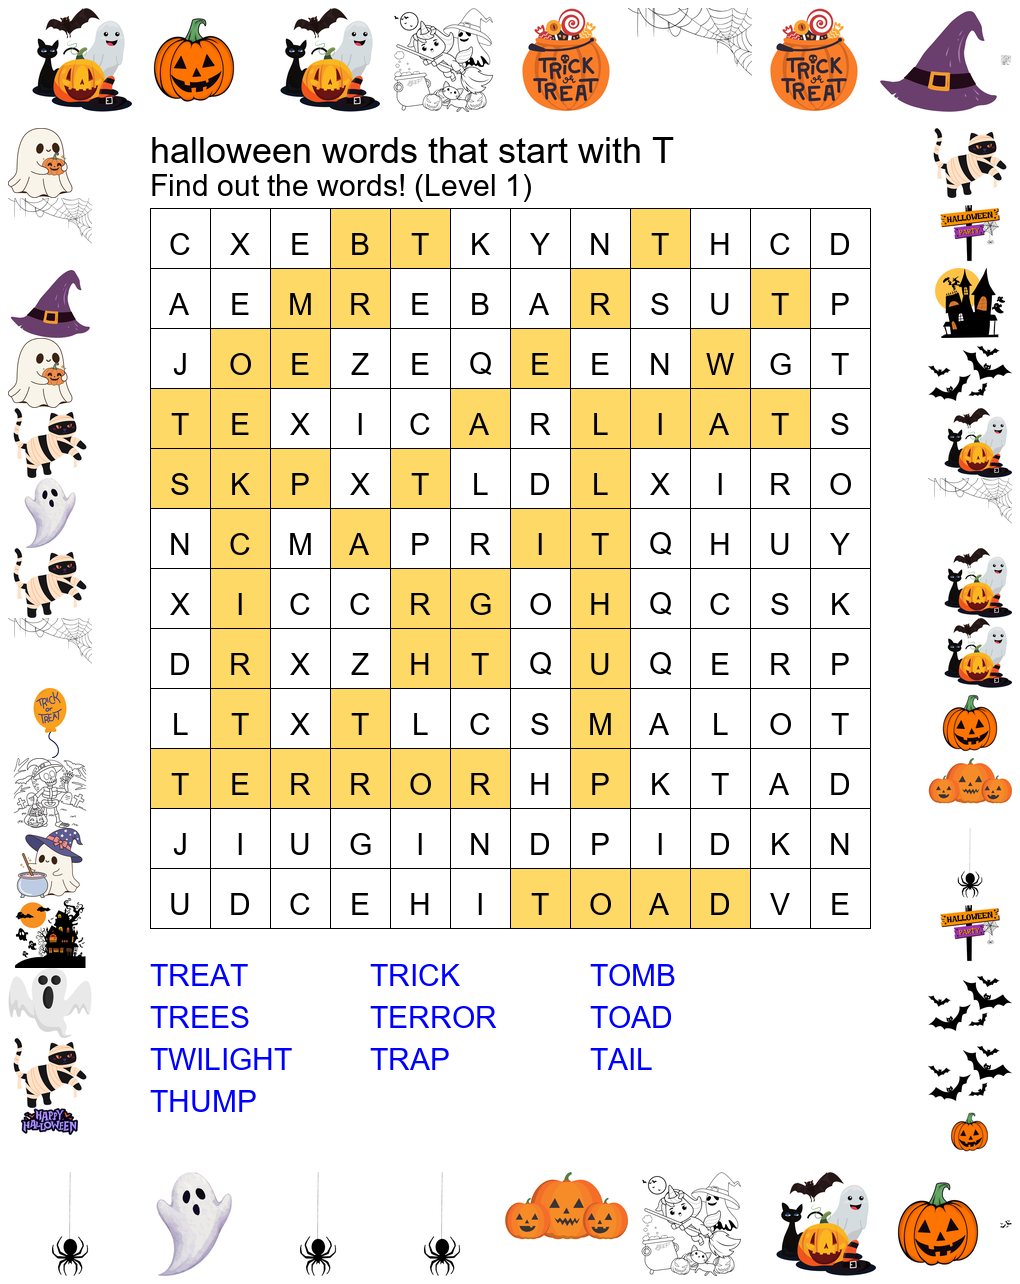 TRICK
or
TREAT
TRICK
or
TREAT
halloween words that start with T
Find out the words! (Level 1)
C X E B T K Y N T H C D
A E M R E B A R S U T P
J O E Z E Q E E N W G T
T E X I C A R L I A T S
S K P X T L D L X I R O
N C M A P R I T Q H U Y
X I C C R G O H Q C S K
D R X Z H T Q U Q E R P
L T X T L C S M A L O T
T E R R O R H P K T A D
J I U G I N D P I D K N
U D C E H I T O A D V E
TREAT TRICK TOMB
TREES TERROR TOAD
TWILIGHT TRAP TAIL
THUMP
HALLOWEEN
PARTY
TRICK
or
TREAT
HALLOWEEN
PARTY
HAPPY
HALLOWEEN